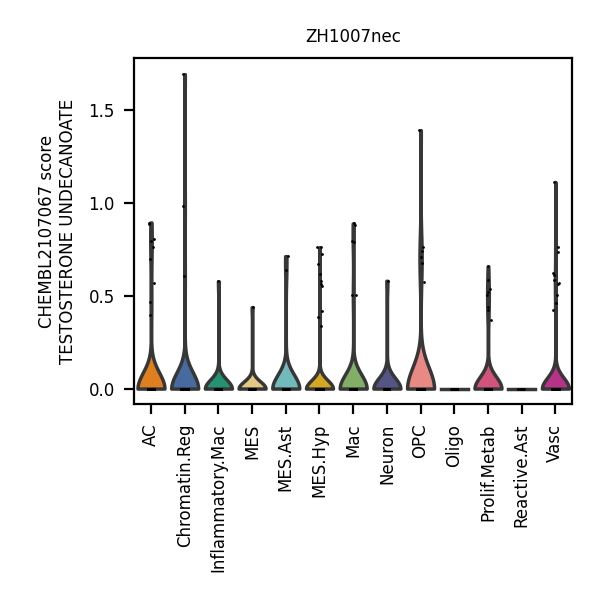 ZH1007nec
CHEMBL2107067 score
TESTOSTERONE UNDECANOATE
1.5
1.0
0.5
0.0
AC
Chromatin.Reg
Inflammatory.Mac
MES
MES.Ast
MES.Hyp
Mac
Neuron
OPC
Oligo
Prolif.Metab
Reactive.Ast
Vasc